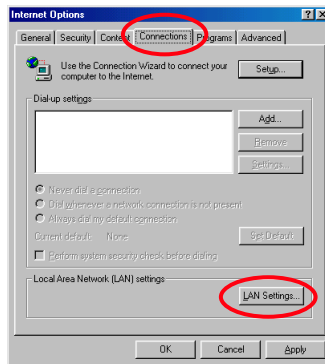 Internet Options
General Security Content Connections Programs Advanced
Use the Connection Wizard to connect your computer to the Internet.
Setup...
Dial-up settings
Add...
Remove
Settings...
Never dial a connection
Dial whenever a network connection is not present
Always dial my default connection
Current default: None
Set Default
Perform system security check before dialing
Local Area Network (LAN) settings
LAN Settings...
OK Cancel Apply